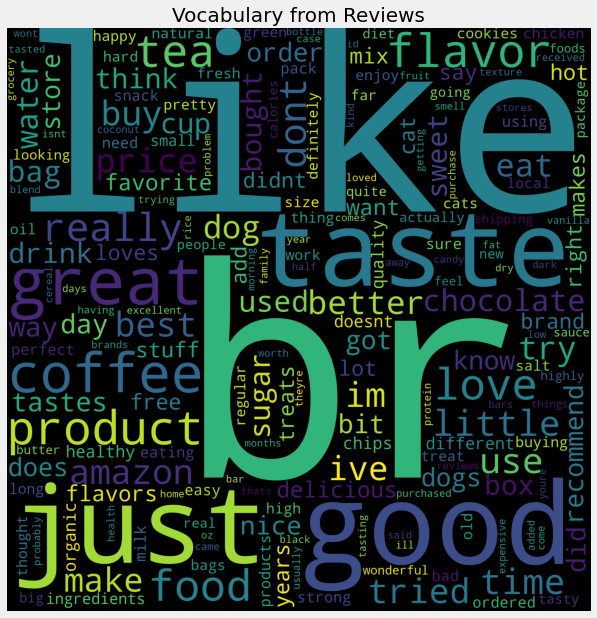 Vocabulary from Reviews
wont
tasted
happy
natural
green
bottle
case
id
diet
cookies
chicken
grocery
tea
hard
order
mix
say
foods
received
texture
water
store
think
fresh
pack
enjoy
fruit
far
going
hot
flavor
like
snack
buy
cup
bought
calories
dont
definitely
kind
smell
stores
package
isnt
need
pretty
getting
using
looking
coconut
small
problem
cat
loved
sweet
purchase
eat
bag
price
favorite
didnt
size
quite
cats
local
makes
blend
trying
want
oil
really
rice
dog
thing
comes
actually
shipping
vanilla
people
add
year
work
taste
quality
sure
new
fat
right
drink
loves
morning
family
half
away
candy
feel
dry
dark
great
cereal
days
having
excellent
used
better
chocolate
way
day
best
doesnt
brand
low
sauce
perfect
brands
stuff
br
worth
got
know
try
salt
coffee
tastes
free
regular
sugar
treats
theyre
im
lot
protein
love
little
highly
bars
things
product
butter
healthy
eating
months
bit
chips
different
buying
recommend
does
amazon
bar
ive
treat
dogs
use
reviews
youre
long
flavors
home
easy
thats
delicious
purchased
box
just
organic
real
oz
high
nice
black
good
tasting
said
ill
old
expensive
added
come
did
thought
probably
health
milk
came
products
usually
years
make
bags
food
strong
wonderful
tried
bad
time
big
ingredients
ordered
tasty